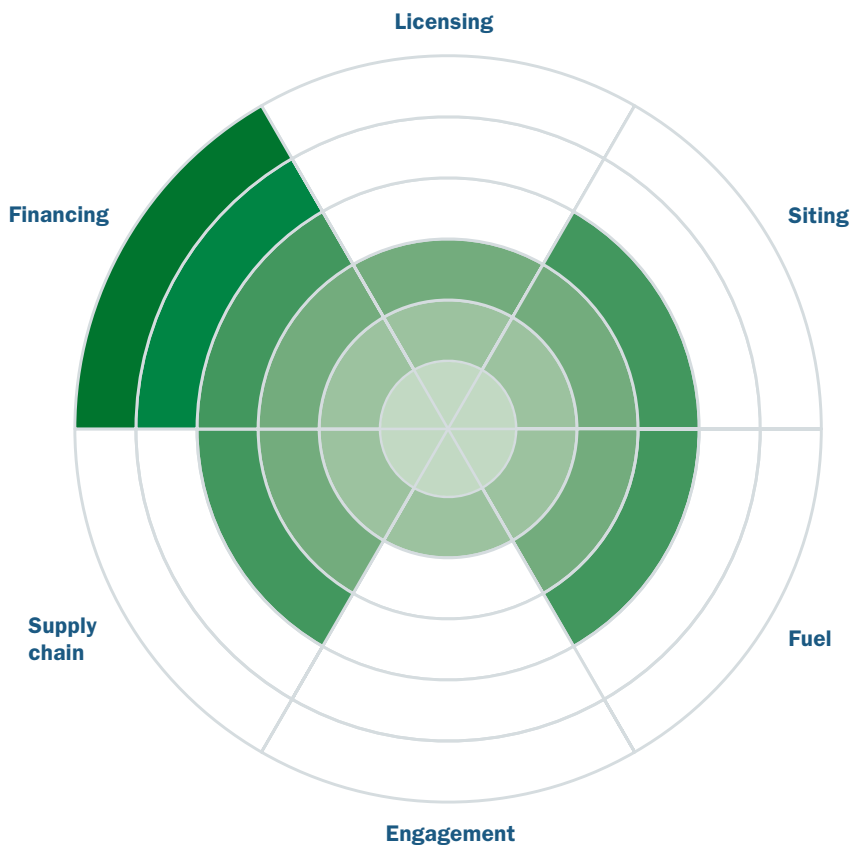 Licensing
Financing
Siting
Supply
chain
Fuel
Engagement